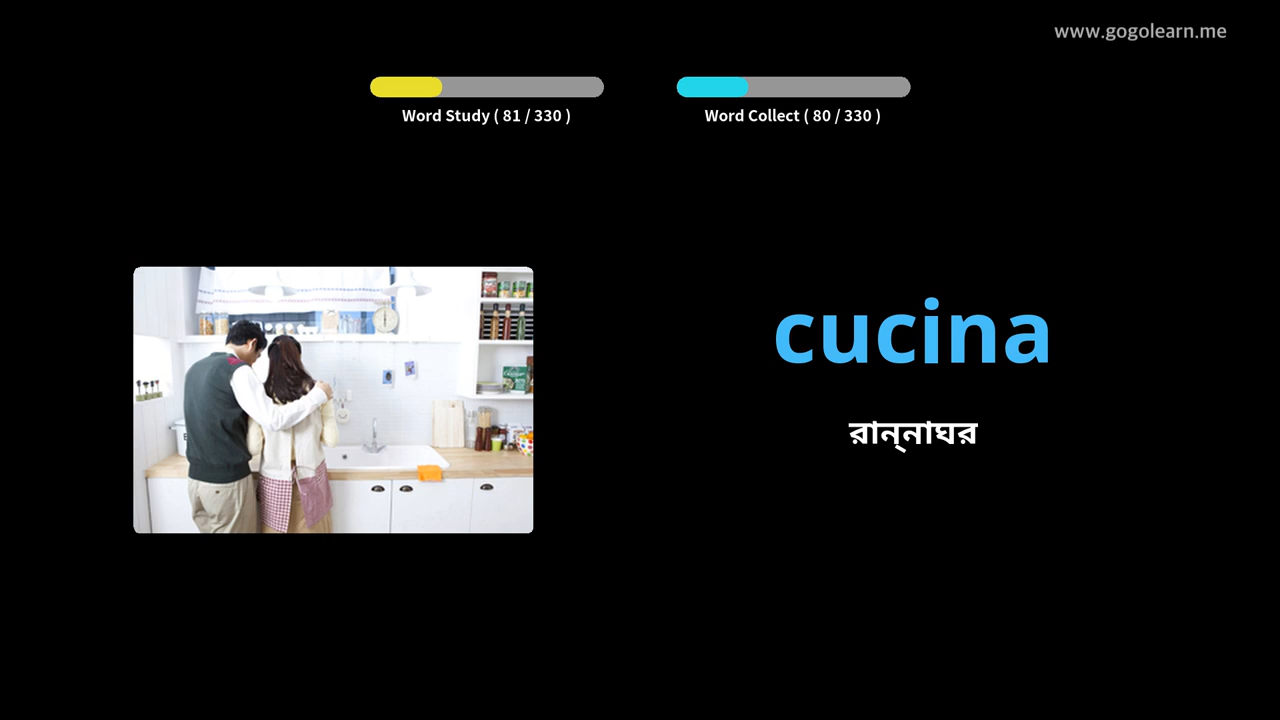 www.gogolearn.me
Word Study ( 81 / 330 )
Word Collect ( 80 / 330 )
cucina
রান্নাঘর